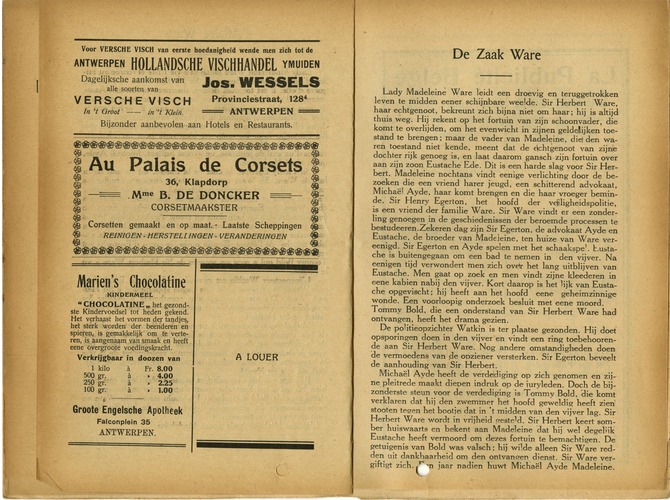 Voor VERSCHE VISCH van eerste hoedanigheid wende men zich tot de
ANTWERPEN HOLLANDSCHE VISCHHANDEL YMUIDEN
Dagelijksche aankomst van
alle soorten van
VERSCHE VISCH
In 't Groot — in 't Klein.
Jos. WESSELS
Provinciestraat, 128⁴
ANTWERPEN
Bijzonder aanbevolen aan Hotels en Restaurants.
Au Palais de Corsets
36, Klapdorp
Mme B. DE DONCKER
CORSETMAAKSTER
Corsetten gemaakt en op maat. - Laatste Scheppingen
REINIGEN - HERSTELLINGEN - VERANDERINGEN
Marien's Chocolatine
KINDERMEEL
"CHOCOLATINE" het gezond-
ste Kindervoedsel tot heden gekend.
Het verhaast het vormen der tandjes,
het sterk worden der beenderen en
spieren, is gemakkelijk om te verte-
ren, is aangenaam van smaak en heeft
eene overgroote voedingskracht.
Verkrijgbaar in doozen van
1 kilo à Fr. 8.00
500 gr. à » 4.00
250 gr. à » 2.25
100 gr. à » 1.00
Groote Engelsche Apotheek
Falconplein 35
ANTWERPEN.
A LOUER
De Zaak Ware
Lady Madeleine Ware leidt een droevig en teruggetrokken
leven te midden eener schijnbare weelde. Sir Herbert Ware,
haar echtgenoot, bekreunt zich bijna niet om haar; hij is altijd
thuis weg. Hij rekent op het fortuin van zijn schoonvader, die
komt te overlijden, om het evenwicht in zijnen geldelijken toe-
stand te brengen; maar de vader van Madeleine, die den wa-
ren toestand niet kende, meent dat de echtgenoot van zijne
dochter rijk genoeg is, en laat daarom gansch zijn fortuin over
aan zijn zoon Eustache Ede. Dit is een harde slag voor Sir Her-
bert. Madeleine nochtans vindt eenige verlichting door de be-
zoeken die een vriend harer jeugd, een schitterend advocaat,
Michaël Ayde, haar komt brengen en die haar vroeger bemin-
de. Sir Henry Egerton, het hoofd der veiligheidspolitie,
is een vriend der familie Ware. Sir Ware vindt er een zonder-
ling genoegen in de geschiedenissen der beroemde processen te
bestudeeren. Zekeren dag zijn Sir Egerton, de advokaat Ayde en
Eustache, de broeder van Madeleine, ten huize van Ware ver-
eenigd. Sir Egerton en Ayde spelen met het schaakspel. Eusta-
che is buitengegaan om een bad te nemen in den vijver. Na
eenigen tijd verwondert men zich over het lang uitblijven van
Eustache. Men gaat op zoek en men vindt zijne kleederen in
eene kabien nabij den vijver. Kort daarop is het lijk van Eusta-
che opgevischt; hij heeft aan het hoofd eene geheimzinnige
wonde. Een voorloopig onderzoek besluit met eene moord.
Tommy Bold, die een onderstand van Sir Herbert Ware had
ontvangen, heeft het drama gezien.
De politieopzichter Watkin is ter plaatse gezonden. Hij doet
opsporingen doen in den vijver en vindt een ring toebehooren-
de aan Sir Herbert Ware. Nog andere omstandigheden doen
de vermoedens van de opziener versterken. Sir Egerton beveelt
de aanhouding van Sir Herbert.
Michaël Ayde heeft de verdediging op zich genomen en zij-
ne pleitrede maakt diepen indruk op de juryleden. Doch de bij-
zonderste steun voor de verdediging is Tommy Bold, die komt
verklaren dat hij den zwemmer het hoofd geweldig heeft zien
stooten tegen het bootje dat in 't midden van den vijver lag. Sir
Herbert Ware wordt in vrijheid gesteld. Sir Herbert keert som-
ber huiswaarts en bekent aan Madeleine dat hij wel degelijk
Eustache heeft vermoord om dezes fortuin te bemachtigen. De
getuigenis van Bold was valsch; hij wilde alleen Sir Ware red-
den uit dankbaarheid om den ontvangen dienst. Sir Ware ver-
giftigt zich. Een jaar nadien huwt Michaël Ayde Madeleine.